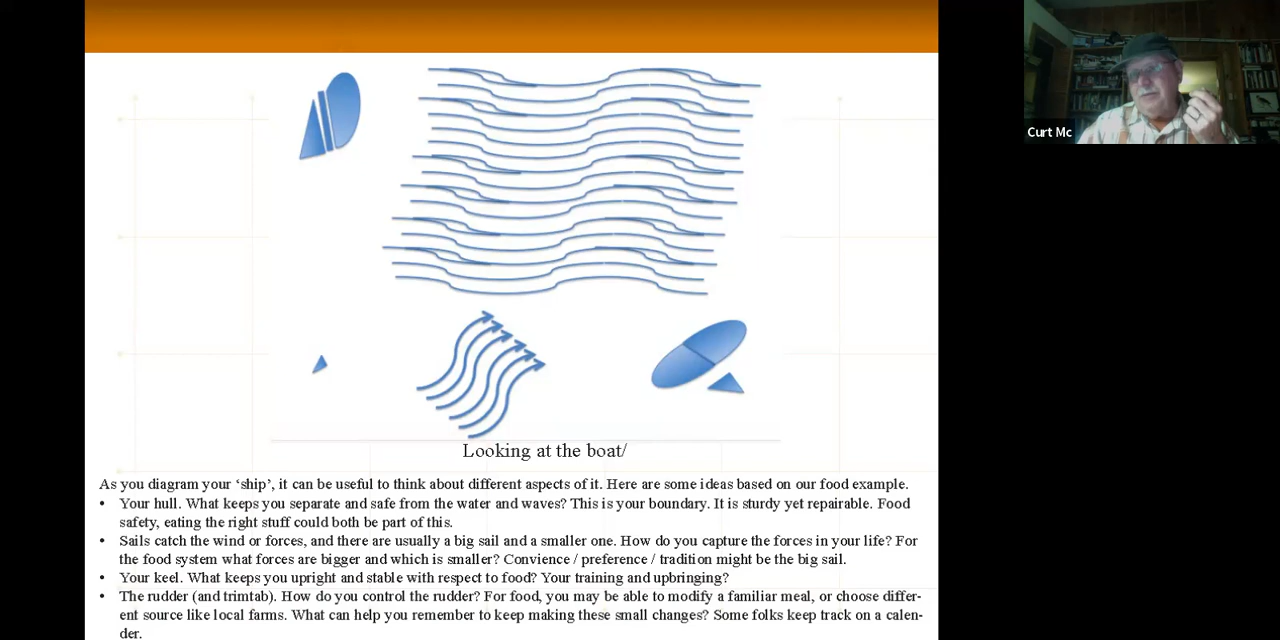 Curt Mc
Looking at the boat/
As you diagram your ‘ship’, it can be useful to think about different aspects of it. Here are some ideas based on our food example.
• Your hull. What keeps you separate and safe from the water and waves? This is your boundary. It is sturdy yet repairable. Food
safety, eating the right stuff could both be part of this.
• Sails catch the wind or forces, and there are usually a big sail and a smaller one. How do you capture the forces in your life? For
the food system what forces are bigger and which is smaller? Convience / preference / tradition might be the big sail.
• Your keel. What keeps you upright and stable with respect to food? Your training and upbringing?
• The rudder (and trimtab). How do you control the rudder? For food, you may be able to modify a familiar meal, or choose differ-
ent source like local farms. What can help you remember to keep making these small changes? Some folks keep track on a calen-
der.